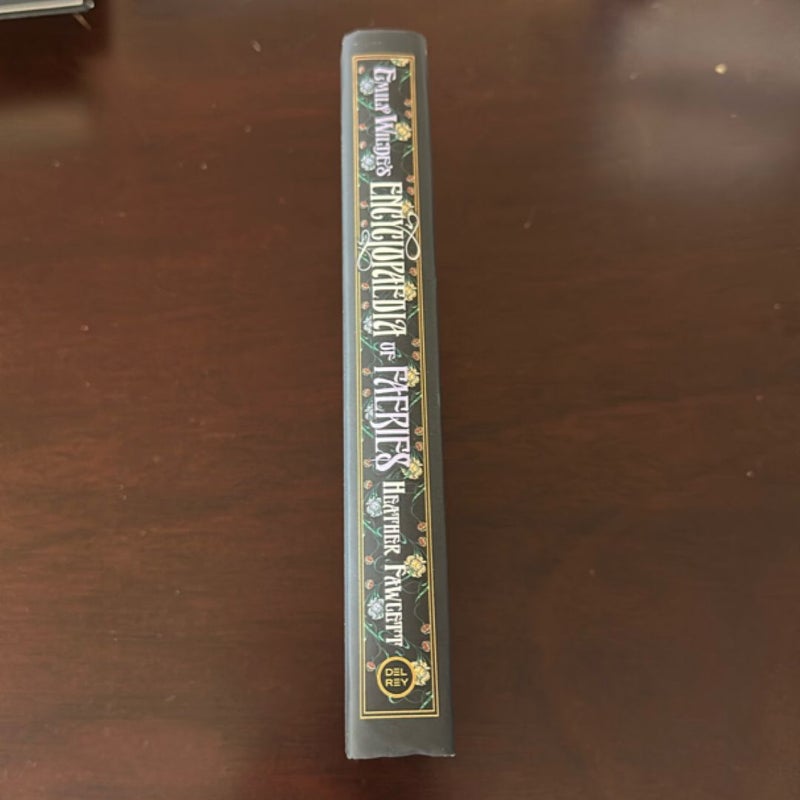 Emily Wilde's Encyclopaedia of Faeries Heather Fawcett
DEL
REY